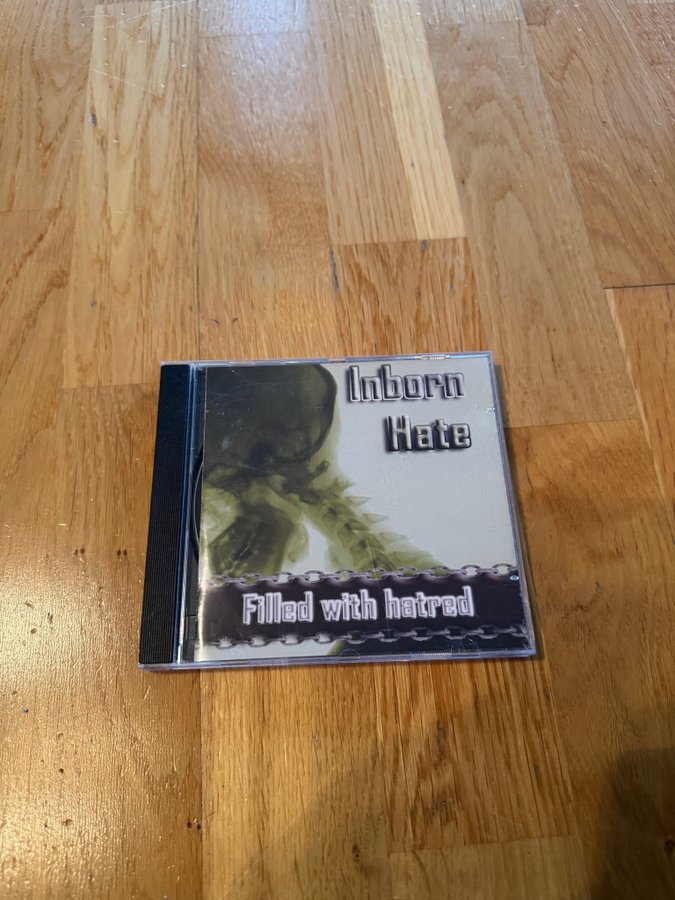 Inborn
Hate
Filled with hatred